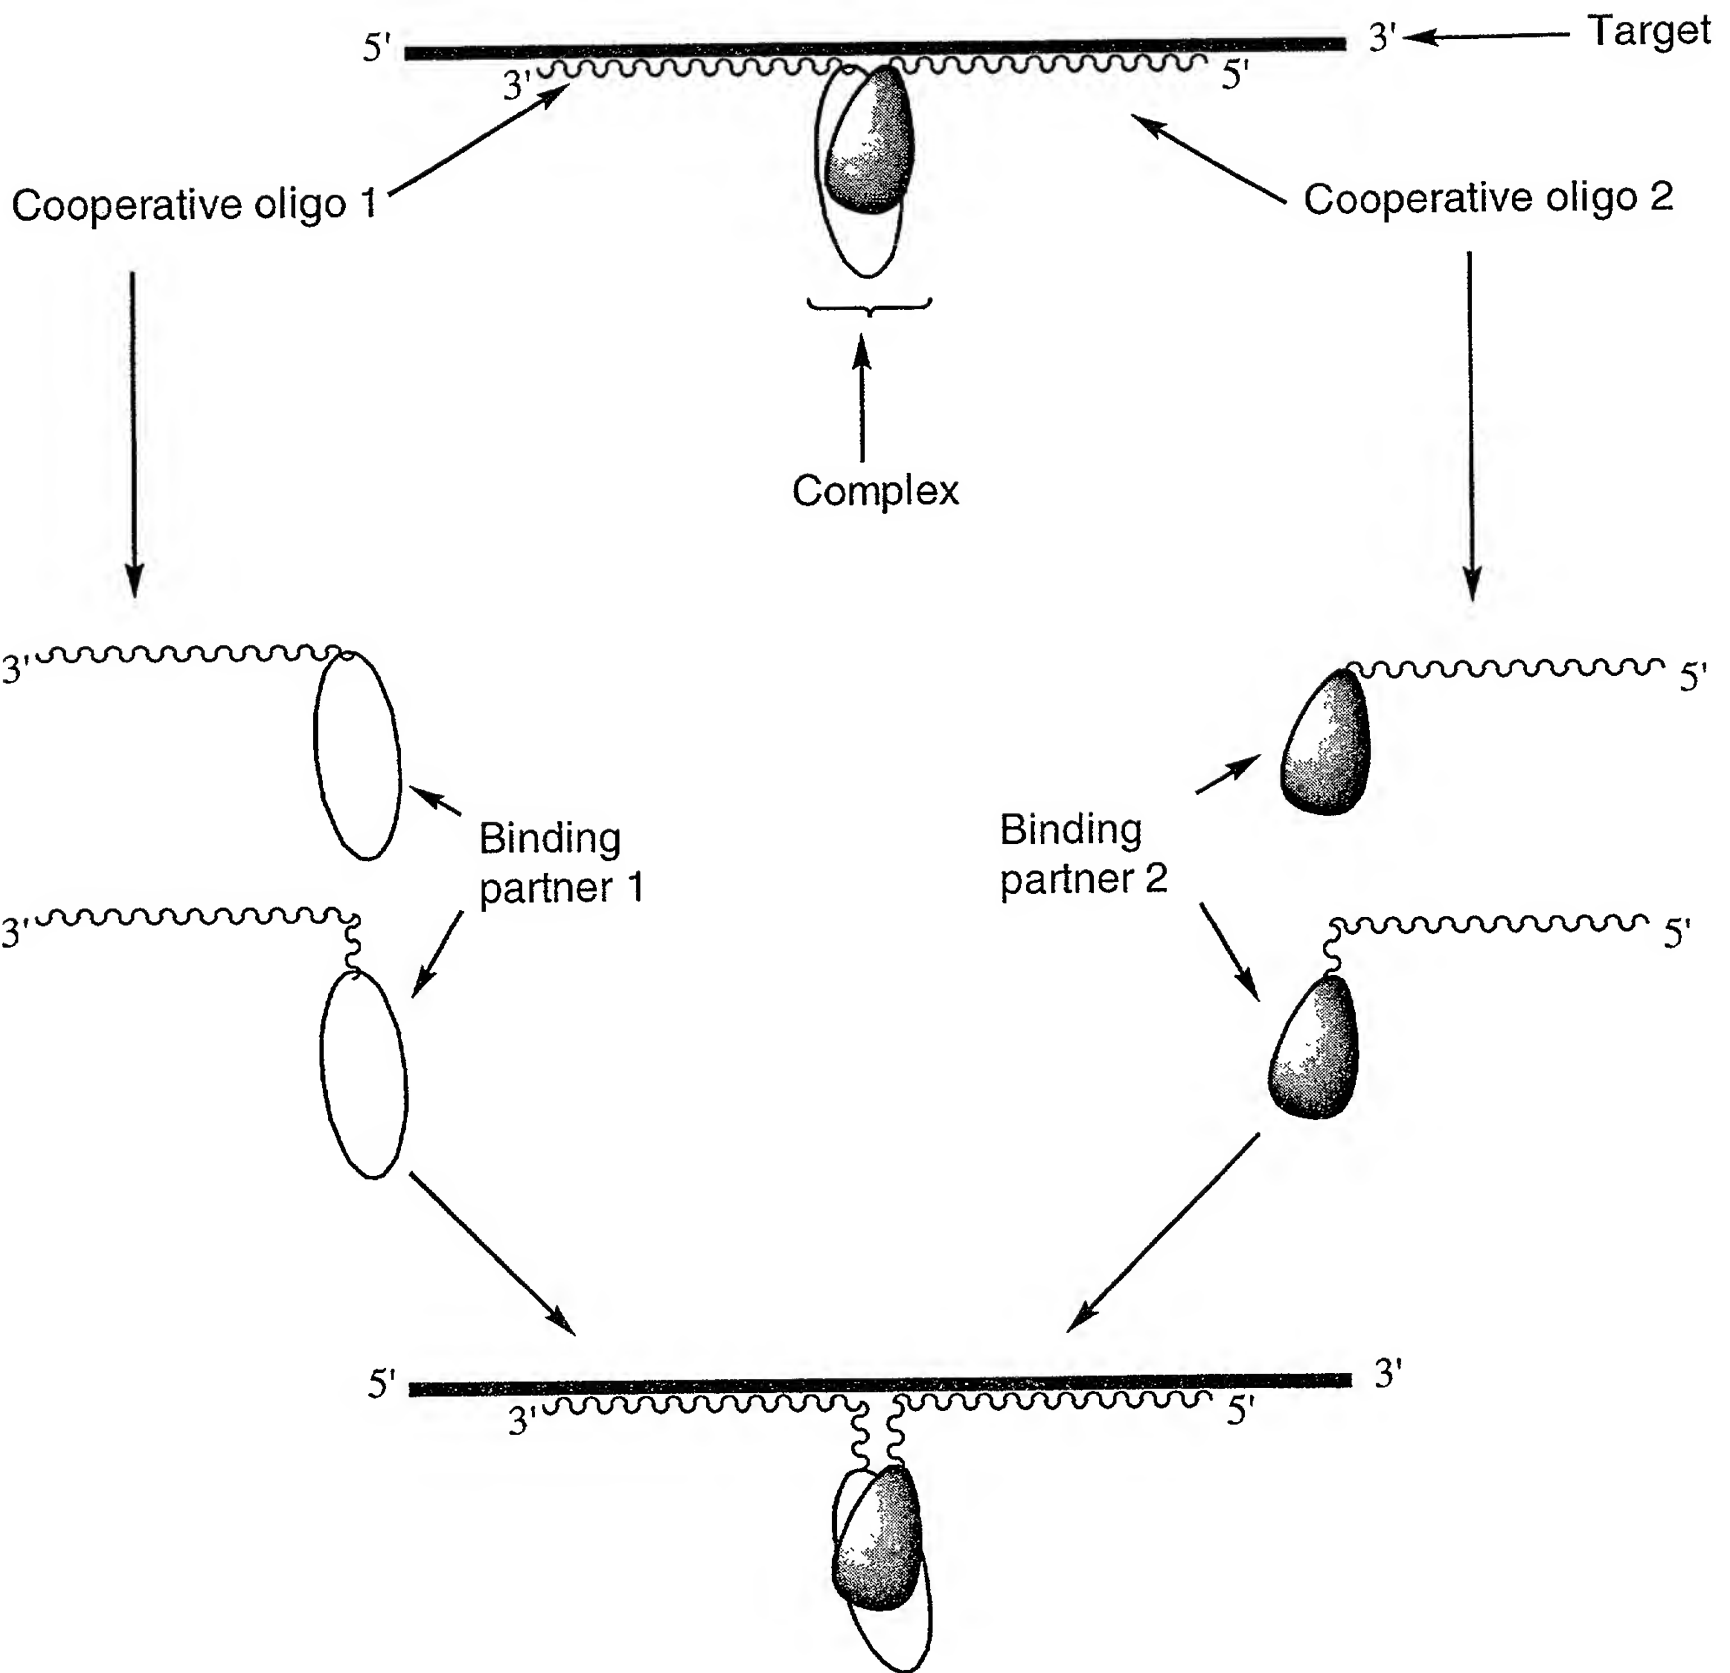 5' 3' Target
3' 5'
Cooperative oligo 1 Cooperative oligo 2
Complex
3' 5'
Binding
partner 1
Binding
partner 2
3' 5'
5' 3'
3' 5'